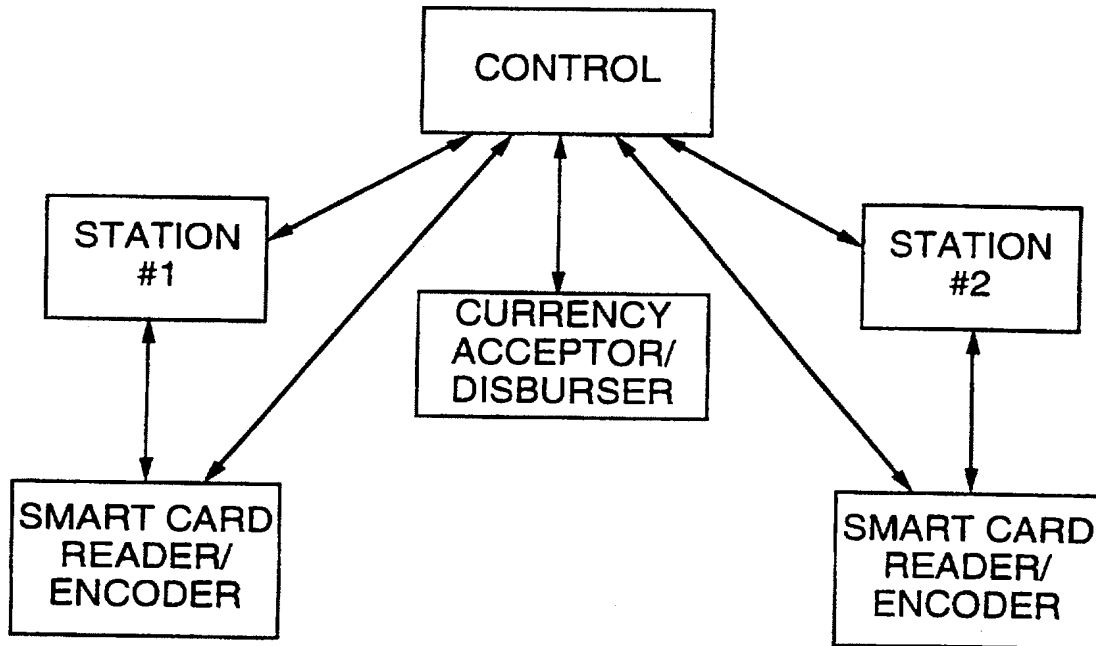 CONTROL
STATION
#1
STATION
#2
CURRENCY
ACCEPTOR/
DISBURSER
SMART CARD
READER/
ENCODER
SMART CARD
READER/
ENCODER